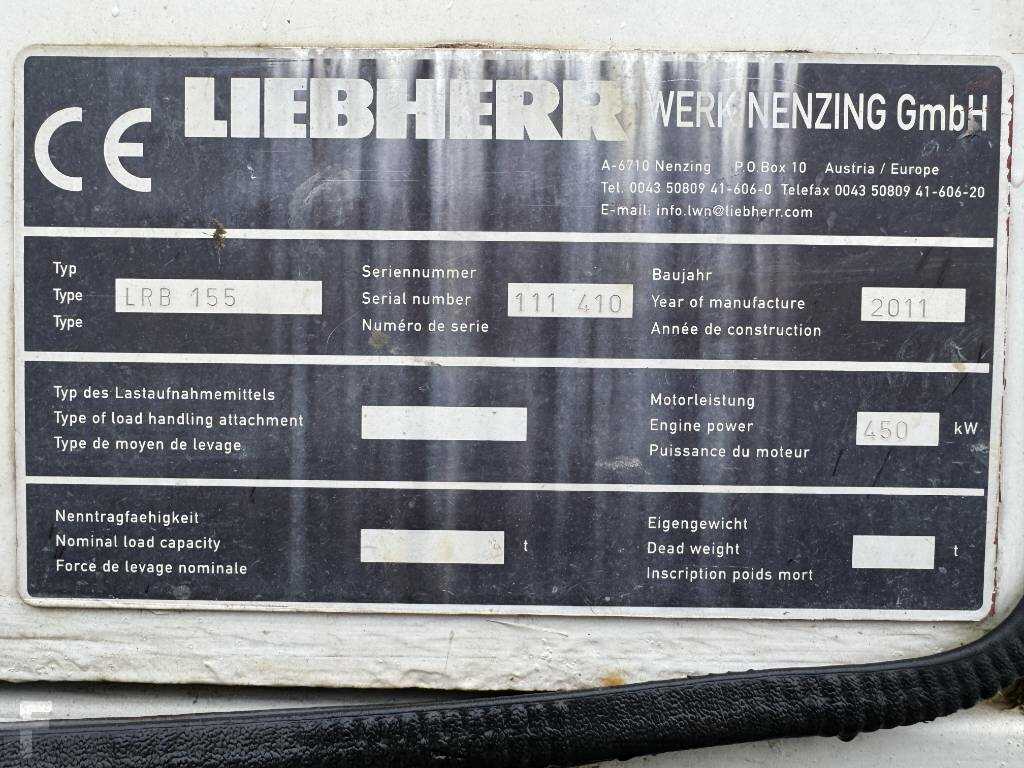 CE LIEBHERR WERK NENZING GmbH
A-6710 Nenzing P.O.Box 10 Austria / Europe
Tel. 0043 50809 41-606-0 Telefax 0043 50809 41-606-20
E-mail: info.lwn@liebherr.com
Typ
Type LRB 155
Type
Seriennummer
Serial number 111 410
Numéro de serie
Baujahr
Year of manufacture 2011
Année de construction
Typ des Lastaufnahmemittels
Type of load handling attachment
Type de moyen de levage
Motorleistung
Engine power 450 kW
Puissance du moteur
Nenntragfaehigkeit
Nominal load capacity t
Force de levage nominale
Eigengewicht
Dead weight t
Inscription poids mort